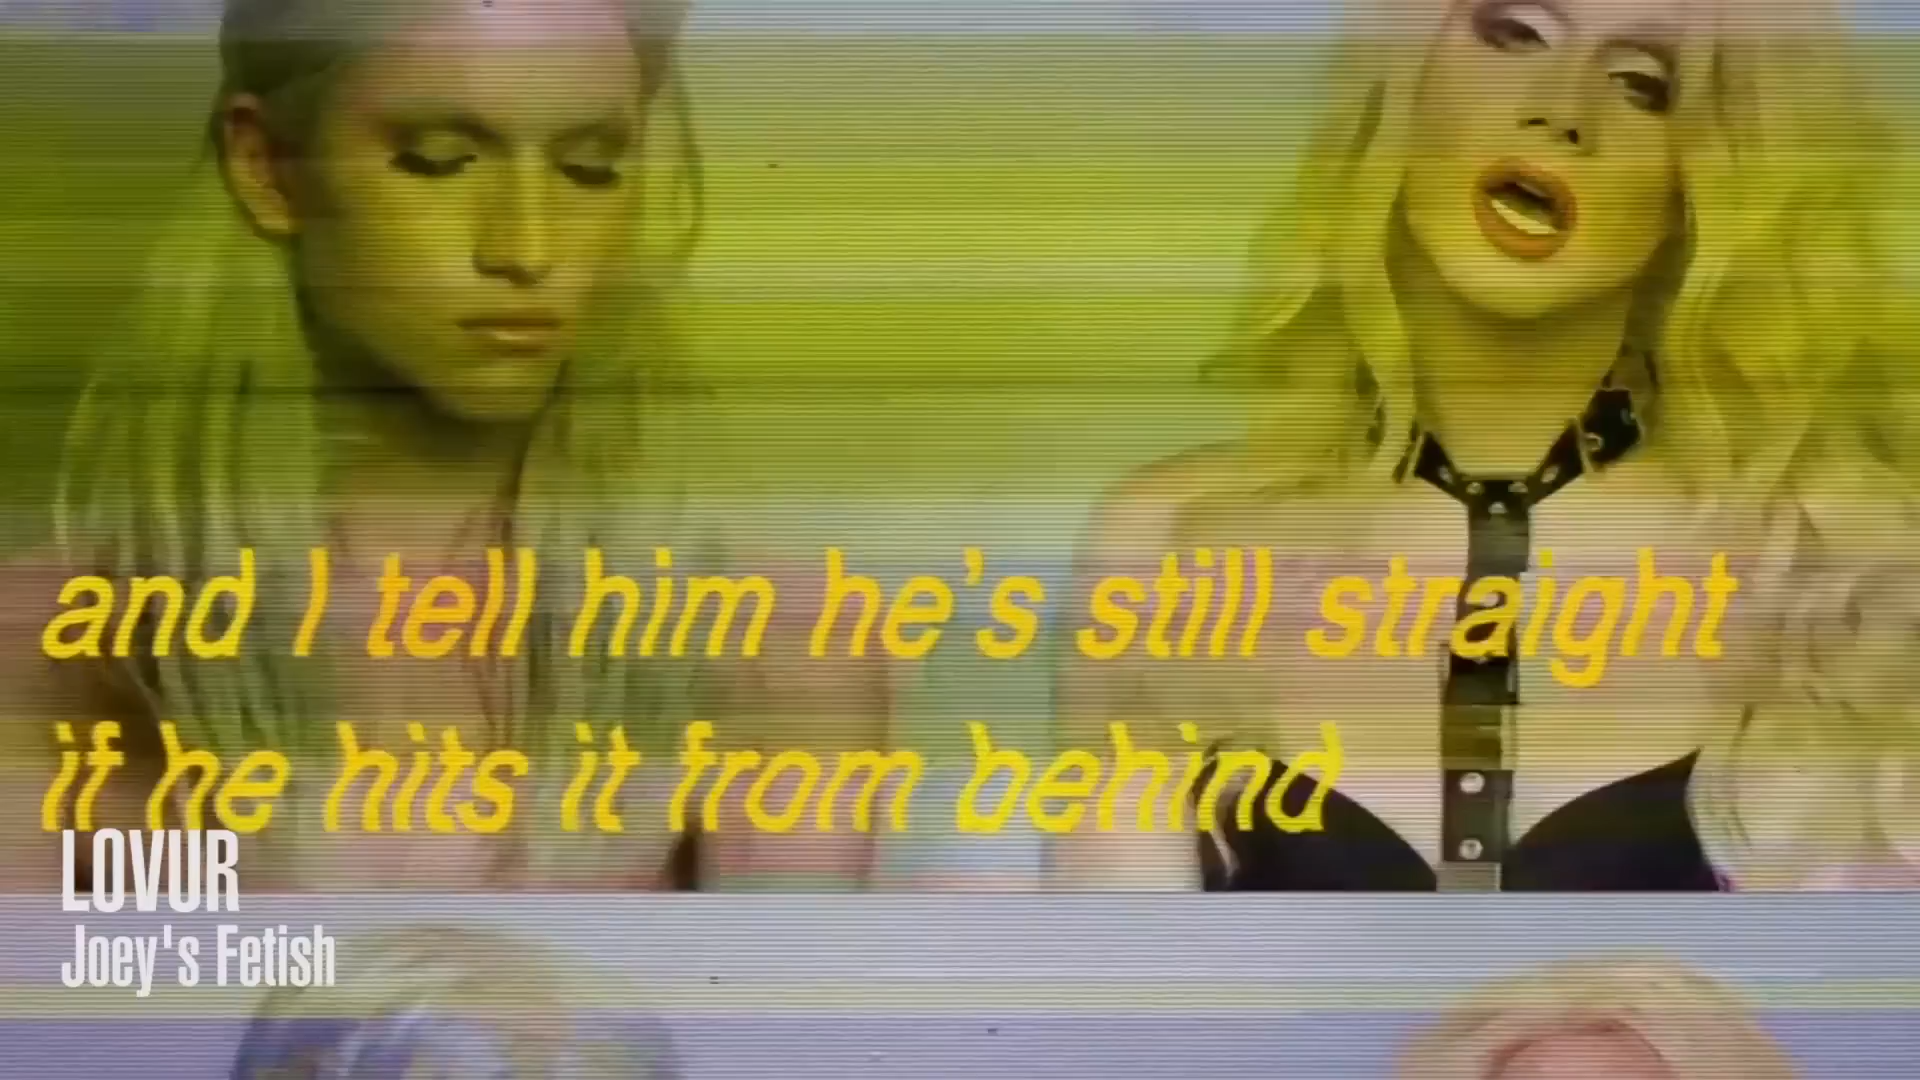 and I tell him he's still straight
if he hits it from behind
LOVUR
Joey's Fetish